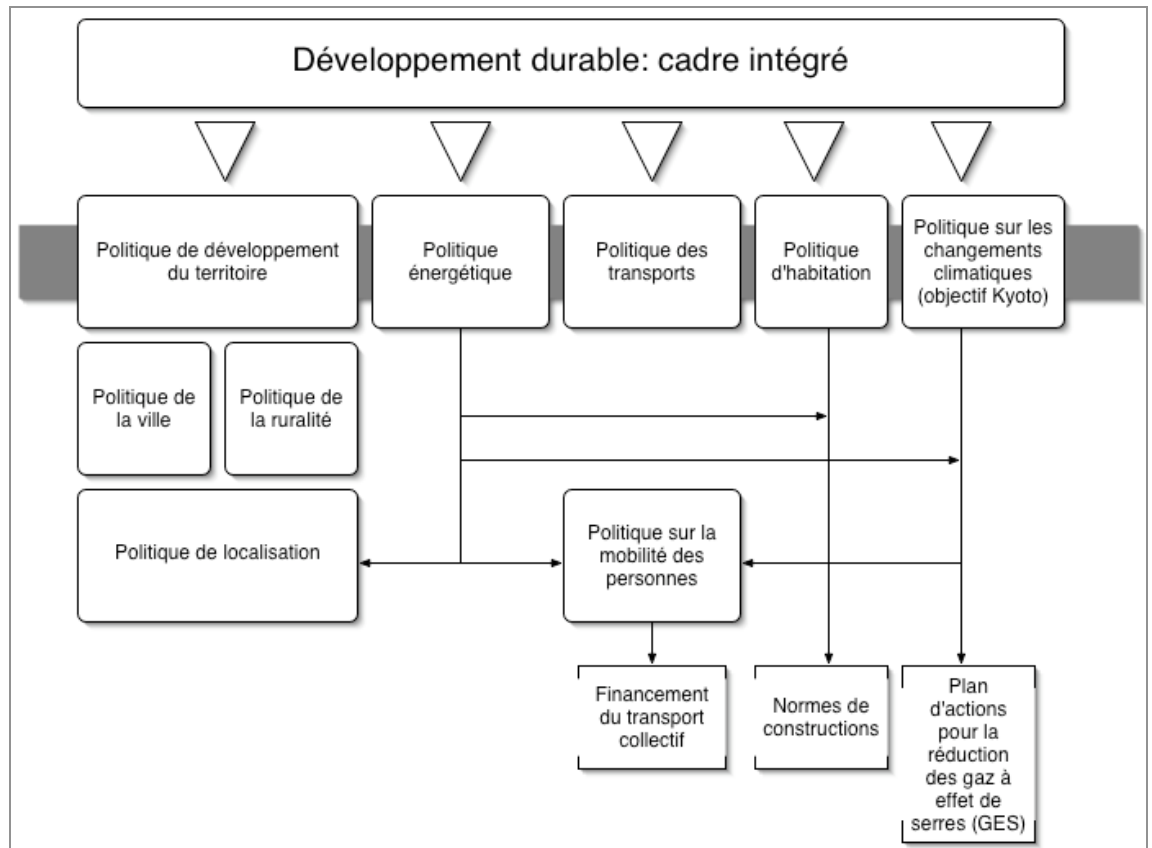 Développement durable: cadre intégré
Politique de développement
du territoire
Politique
énergétique
Politique des
transports
Politique
d'habitation
Politique sur les
changements
climatiques
(objectif Kyoto)
Politique de
la ville
Politique de
la ruralité
Politique de localisation
Politique sur la
mobilité des
personnes
Financement
du transport
collectif
Normes de
constructions
Plan
d'actions
pour la
réduction
des gaz à
effet de
serres (GES)